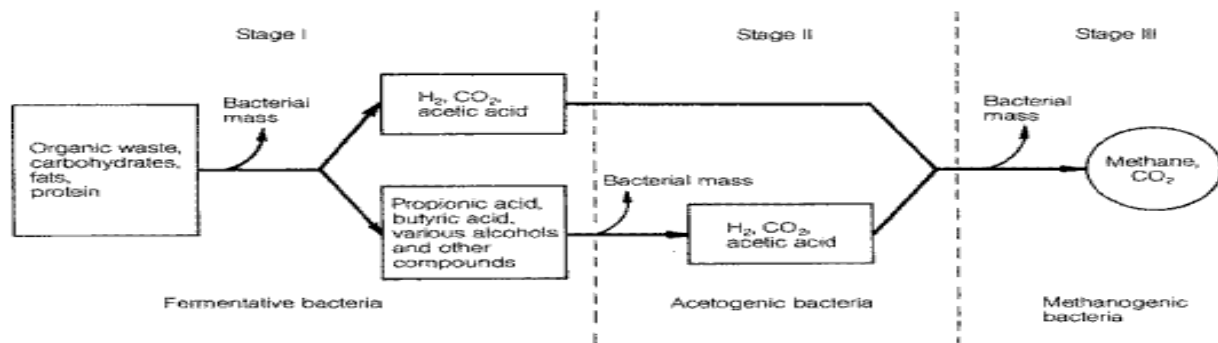 Stage I
Stage II
Stage III
Organic waste,
carbohydrates,
fats,
protein
Bacterial
mass
H₂, CO₂,
acetic acid
Propionic acid,
butyric acid,
various alcohols
and other
compounds
Bacterial mass
H₂, CO₂,
acetic acid
Bacterial
mass
Methane,
CO₂
Fermentative bacteria
Acetogenic bacteria
Methanogenic
bacteria